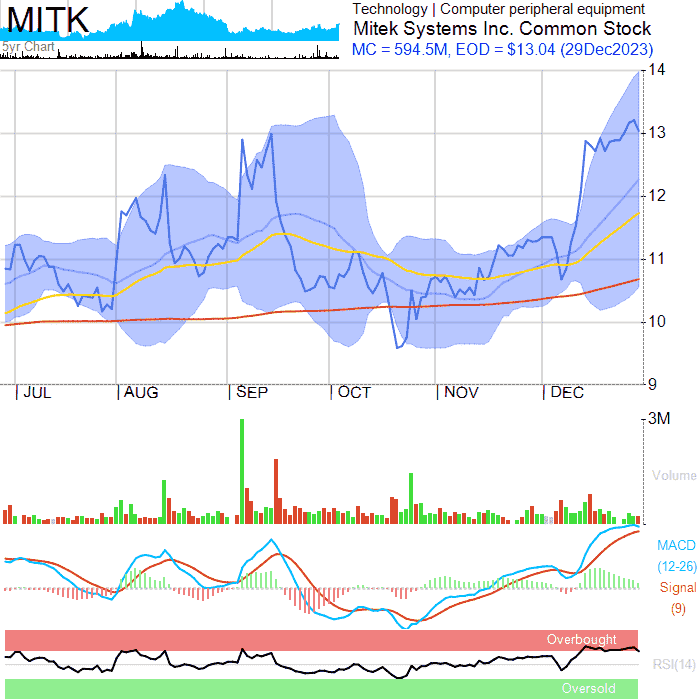 MITK
5yr Chart
Technology | Computer peripheral equipment
Mitek Systems Inc. Common Stock
MC = 594.5M, EOD = $13.04 (29Dec2023)
14
13
12
11
10
9
JUL AUG SEP OCT NOV DEC
3M
Volume
MACD
(12-26)
Signal
(9)
Overbought
RSI(14)
Oversold